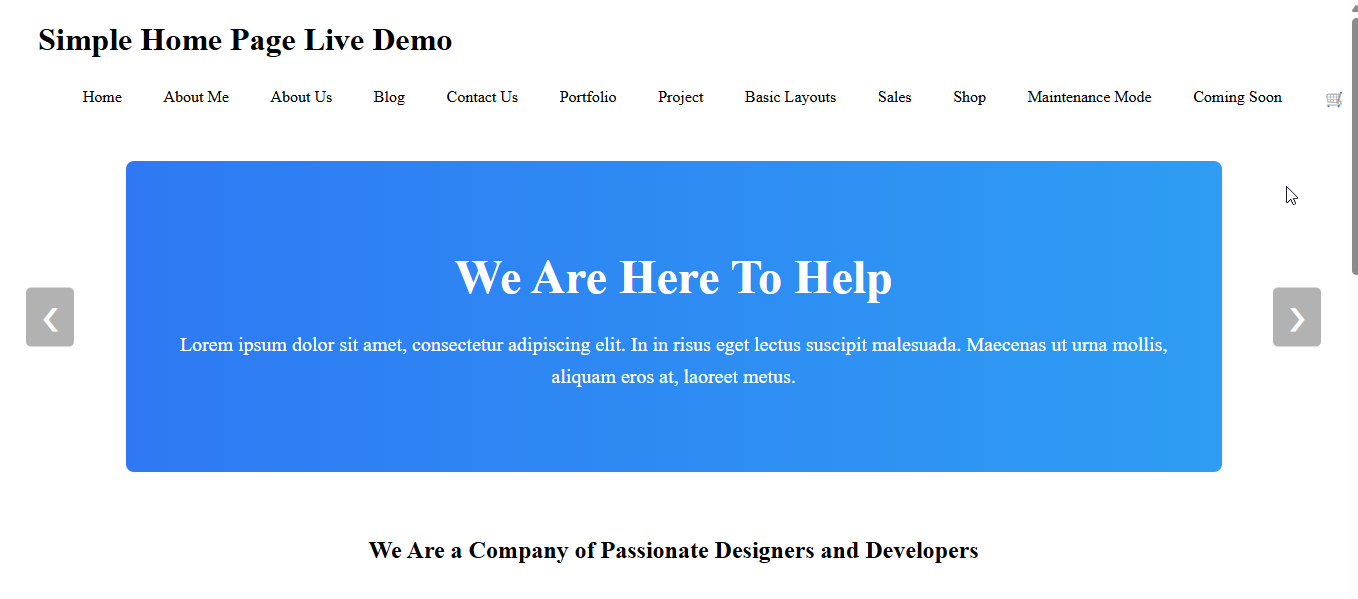 Simple Home Page Live Demo
Home About Me About Us Blog Contact Us Portfolio Project Basic Layouts Sales Shop Maintenance Mode Coming Soon
We Are Here To Help
Lorem ipsum dolor sit amet, consectetur adipiscing elit. In in risus eget lectus suscipit malesuada. Maecenas ut urna mollis,
aliquam eros at, laoreet metus.
We Are a Company of Passionate Designers and Developers